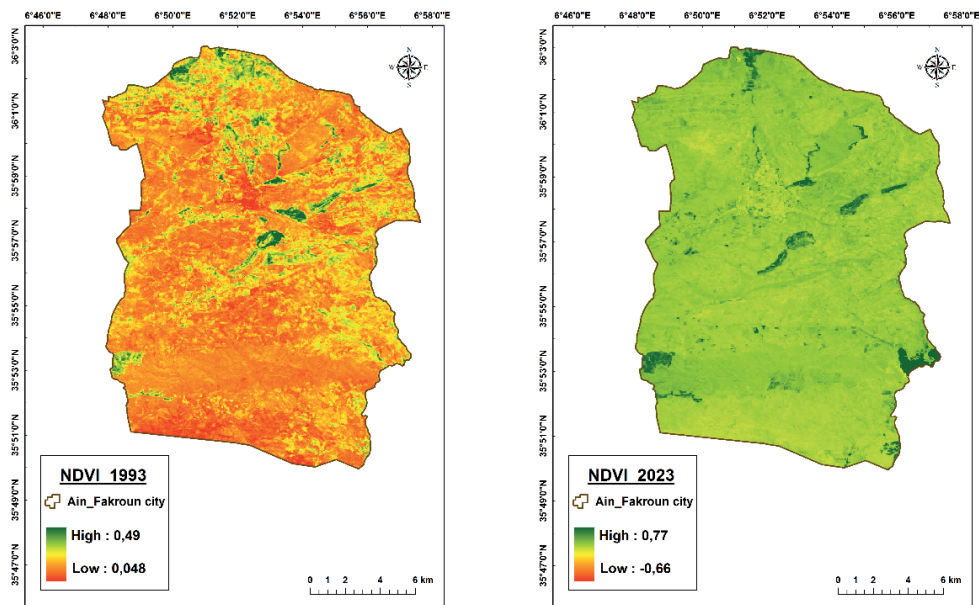 6°46'0"E 6°48'0"E 6°50'0"E 6°52'0"E 6°54'0"E 6°56'0"E 6°58'0"E
36°3'0"N
36°1'0"N
35°59'0"N
35°57'0"N
35°55'0"N
35°53'0"N
35°51'0"N
35°49'0"N
35°47'0"N
N
W E
S
NDVI_1993
Ain_Fakroun city
High : 0,49
Low : 0,048
0 1 2 4 6 km
6°46'0"E 6°48'0"E 6°50'0"E 6°52'0"E 6°54'0"E 6°56'0"E 6°58'0"E
36°3'0"N
36°1'0"N
35°59'0"N
35°57'0"N
35°55'0"N
35°53'0"N
35°51'0"N
35°49'0"N
35°47'0"N
N
W E
S
NDVI_2023
Ain_Fakroun city
High : 0,77
Low : -0,66
0 1 2 4 6 km